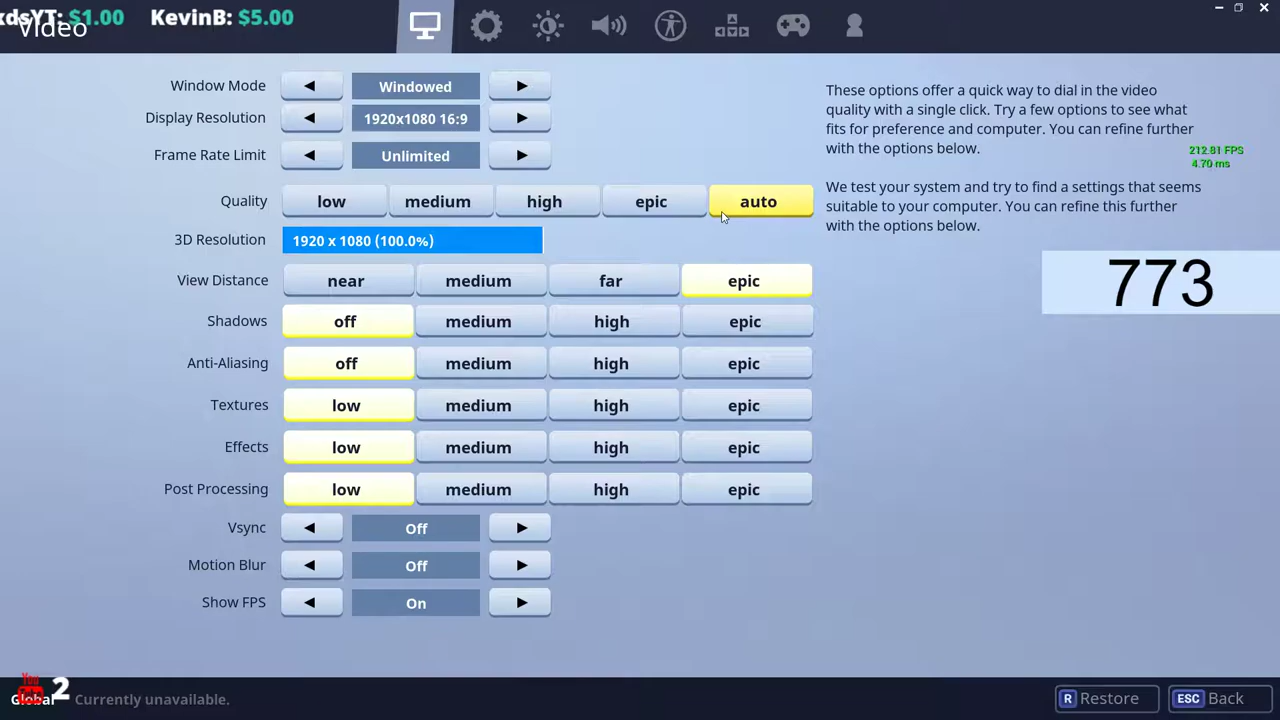 xdsYT: $1.00 KevinB: $5.00
Video
Window Mode ◄ Windowed ►
Display Resolution ◄ 1920x1080 16:9 ►
Frame Rate Limit ◄ Unlimited ►
Quality low medium high epic auto
3D Resolution 1920 x 1080 (100.0%)
View Distance near medium far epic
Shadows off medium high epic
Anti-Aliasing off medium high epic
Textures low medium high epic
Effects low medium high epic
Post Processing low medium high epic
Vsync ◄ Off ►
Motion Blur ◄ Off ►
Show FPS ◄ On ►
These options offer a quick way to dial in the video
quality with a single click. Try a few options to see what
fits for preference and computer. You can refine further
with the options below.
We test your system and try to find a settings that seems
suitable to your computer. You can refine this further
with the options below.
212.81 FPS
4.70 ms
773
You
2
Global Currently unavailable.
R Restore
ESC Back